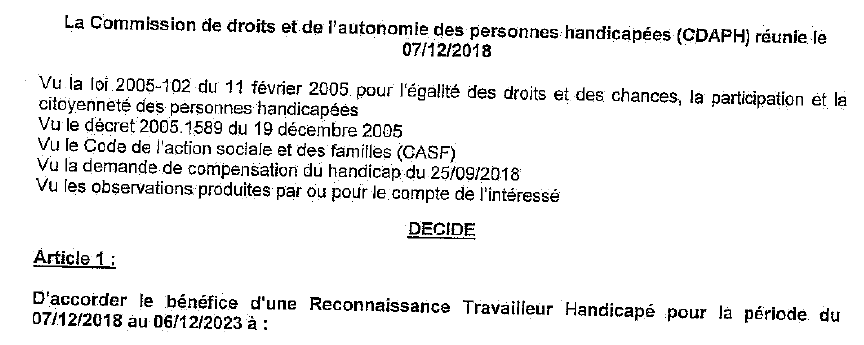 La Commission de droits et de l'autonomie des personnes handicapées (CDAPH) réunie le
07/12/2018
Vu la loi 2005-102 du 11 février 2005 pour l'égalité des droits et des chances, la participation et la
citoyenneté des personnes handicapées
Vu le décret 2005.1589 du 19 décembre 2005
Vu le Code de l'action sociale et des familles (CASF)
Vu la demande de compensation du handicap du 25/09/2018
Vu les observations produites par ou pour le compte de l'intéressé
DECIDE
Article 1 :
D'accorder le bénéfice d'une Reconnaissance Travailleur Handicapé pour la période du
07/12/2018 au 06/12/2023 à :